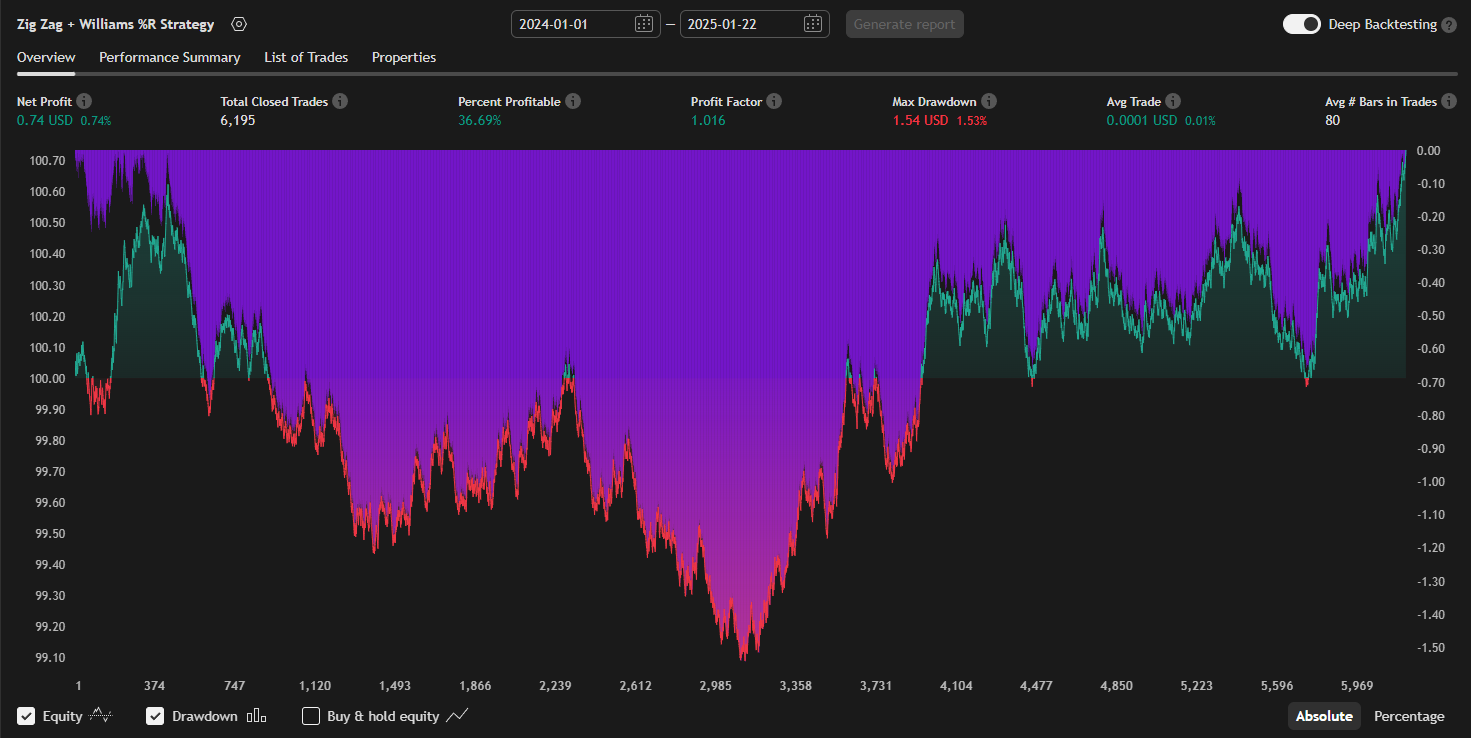 Zig Zag + Williams %R Strategy 2024-01-01 — 2025-01-22 Generate report Deep Backtesting ?
Overview Performance Summary List of Trades Properties
Net Profit Total Closed Trades Percent Profitable Profit Factor Max Drawdown Avg Trade Avg # Bars in Trades
0.74 USD 0.74% 6,195 36.69% 1.016 1.54 USD 1.53% 0.0001 USD 0.01% 80
100.70 0.00
100.60 -0.10
100.50 -0.20
100.40 -0.30
100.30 -0.40
100.20 -0.50
100.10 -0.60
100.00 -0.70
99.90 -0.80
99.80 -0.90
99.70 -1.00
99.60 -1.10
99.50 -1.20
99.40 -1.30
99.30 -1.40
99.20 -1.50
99.10
1 374 747 1,120 1,493 1,866 2,239 2,612 2,985 3,358 3,731 4,104 4,477 4,850 5,223 5,596 5,969
Equity Drawdown Buy & hold equity Absolute Percentage